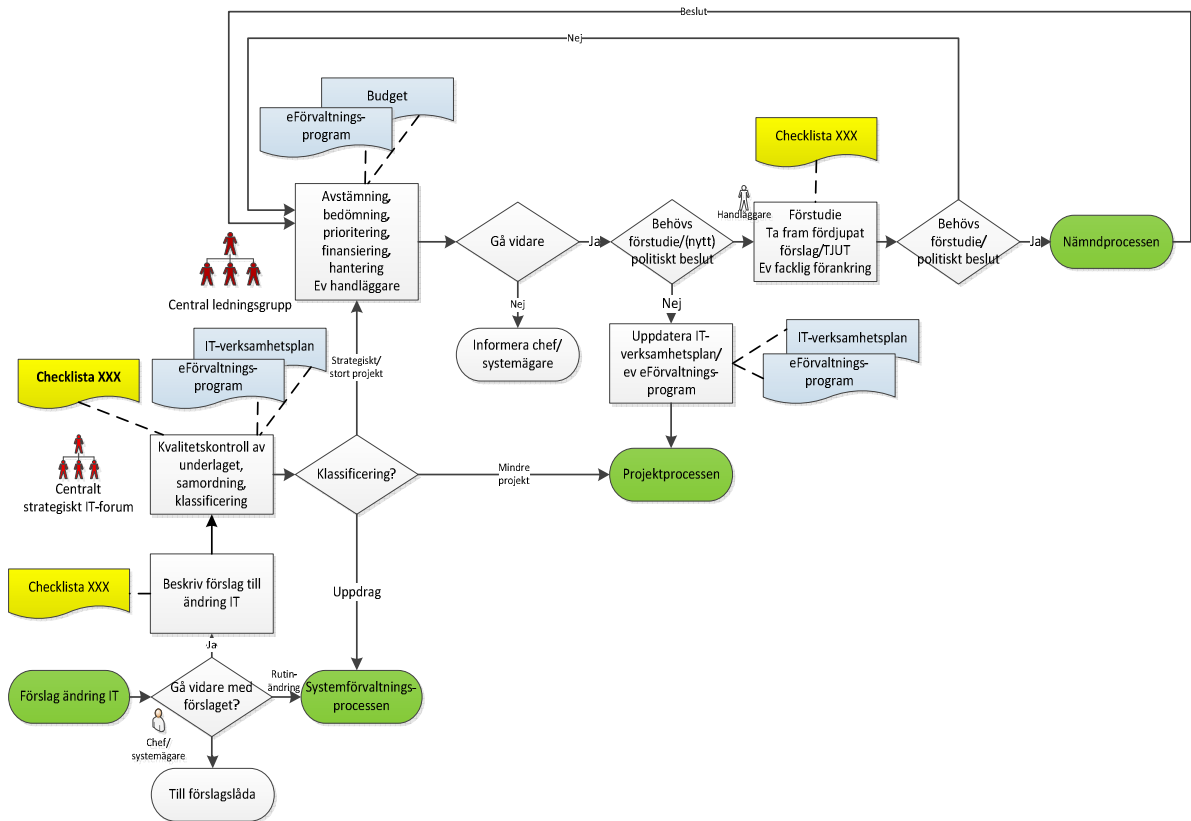 Beslut
Nej
Budget
eFörvaltnings-
program
Checklista XXX
Avstämning,
bedömning,
prioritering,
finansiering,
hantering
Ev handläggare
Gå vidare
Ja
Behövs
förstudie/(nytt)
politiskt beslut
Handläggare
Förstudie
Ta fram fördjupat
förslag/TJUT
Ev facklig förankring
Behövs
förstudie/
politiskt beslut
Ja
Nämndprocessen
Central ledningsgrupp
Nej
Nej
Informera chef/
systemägare
Uppdatera IT-
verksamhetsplan/
ev eFörvaltnings-
program
IT-verksamhetsplan
eFörvaltnings-
program
IT-verksamhetsplan
eFörvaltnings-
program
Strategiskt/
stort projekt
Checklista XXX
Centralt
strategiskt IT-forum
Kvalitetskontroll av
underlaget,
samordning,
klassificering
Klassificering?
Mindre
projekt
Projektprocessen
Checklista XXX
Beskriv förslag till
ändring IT
Uppdrag
Ja
Förslag ändring IT
Gå vidare med
förslaget?
Rutin-
ändring
Systemförvaltnings-
processen
Chef/
systemägare
Till förslagslåda